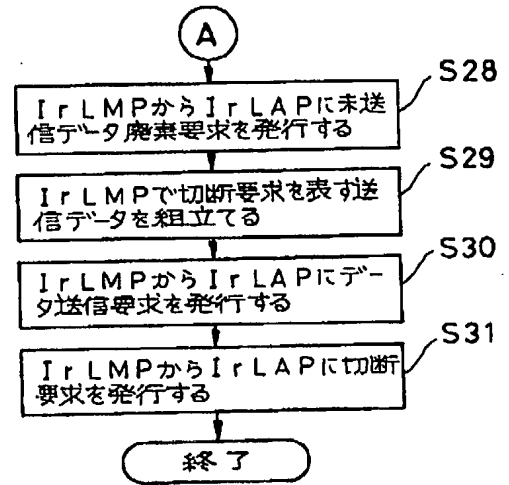 A
S28
IrLMPからIrLAPに未送
信データ廃棄要求を発行する
S29
IrLMPで切断要求を表す送
信データを組立てる
S30
IrLMPからIrLAPにデー
タ送信要求を発行する
S31
IrLMPからIrLAPに切断
要求を発行する
終了